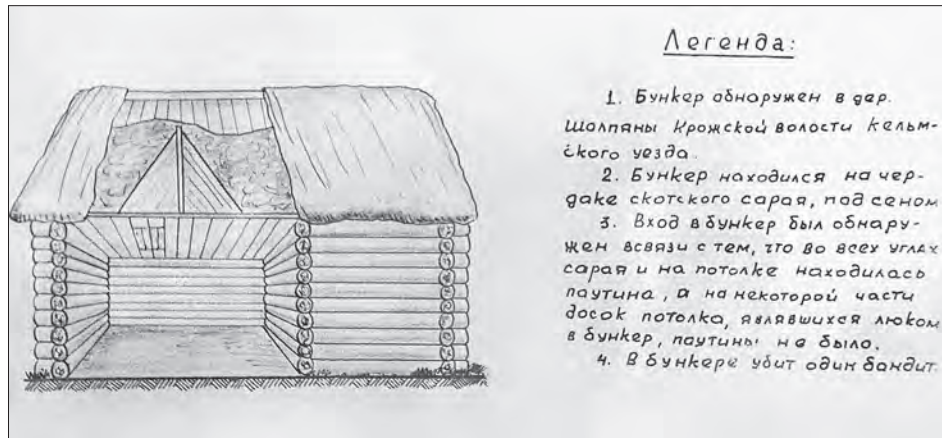 Легенда:
1. Бункер обнаружен в дер.
Шалпяны Крожской волости Кельм-
ского уезда.
2. Бункер находился на чер-
даке скотского сарая, под сеном
3. Вход в бункер был обнару-
жен всвязи с тем, что во всех углах
сарая и на потолке находилась
паутина, а на некоторой части
досок потолка, являвшихся люком
в бункер, паутины не было.
4. В бункере убит один бандит.